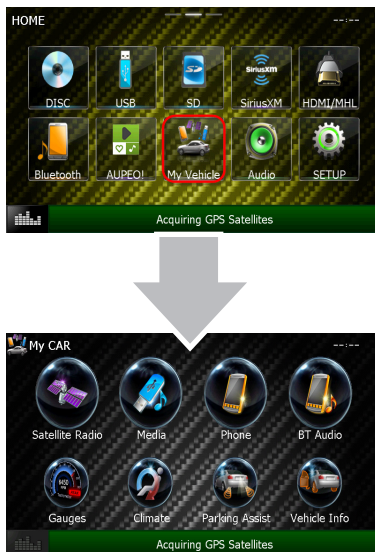 HOME --:--
SiriusXM
DISC USB SD SiriusXM HDMI/MHL
Bluetooth AUPEO! My Vehicle Audio SETUP
Acquiring GPS Satellites
My CAR --:--
Satellite Radio Media Phone BT Audio
Gauges Climate Parking Assist Vehicle Info
Acquiring GPS Satellites